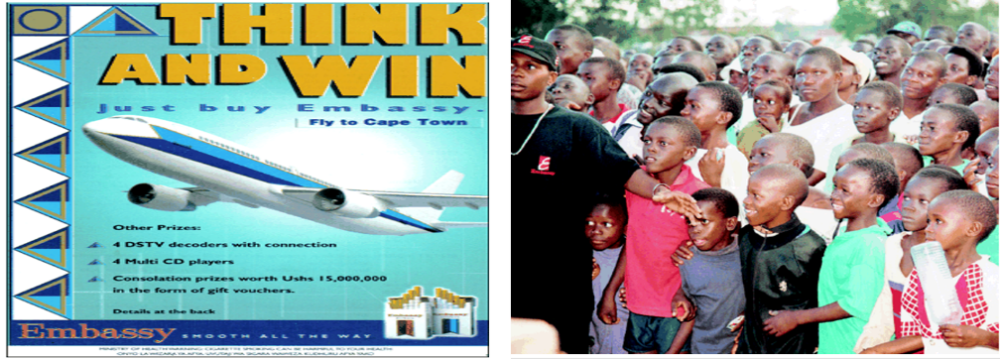 THINK
AND WIN
Just buy Embassy.
Fly to Cape Town
Other Prizes:
4 DSTV decoders with connection
4 Multi CD players
Consolation prizes worth Ushs 15,000,000
in the form of gift vouchers.
Details at the back
Embassy SMOOTH ALL THE WAY
MINISTRY OF HEALTH WARNING: CIGARETTE SMOKING CAN BE HARMFUL TO YOUR HEALTH
E
E
Embassy